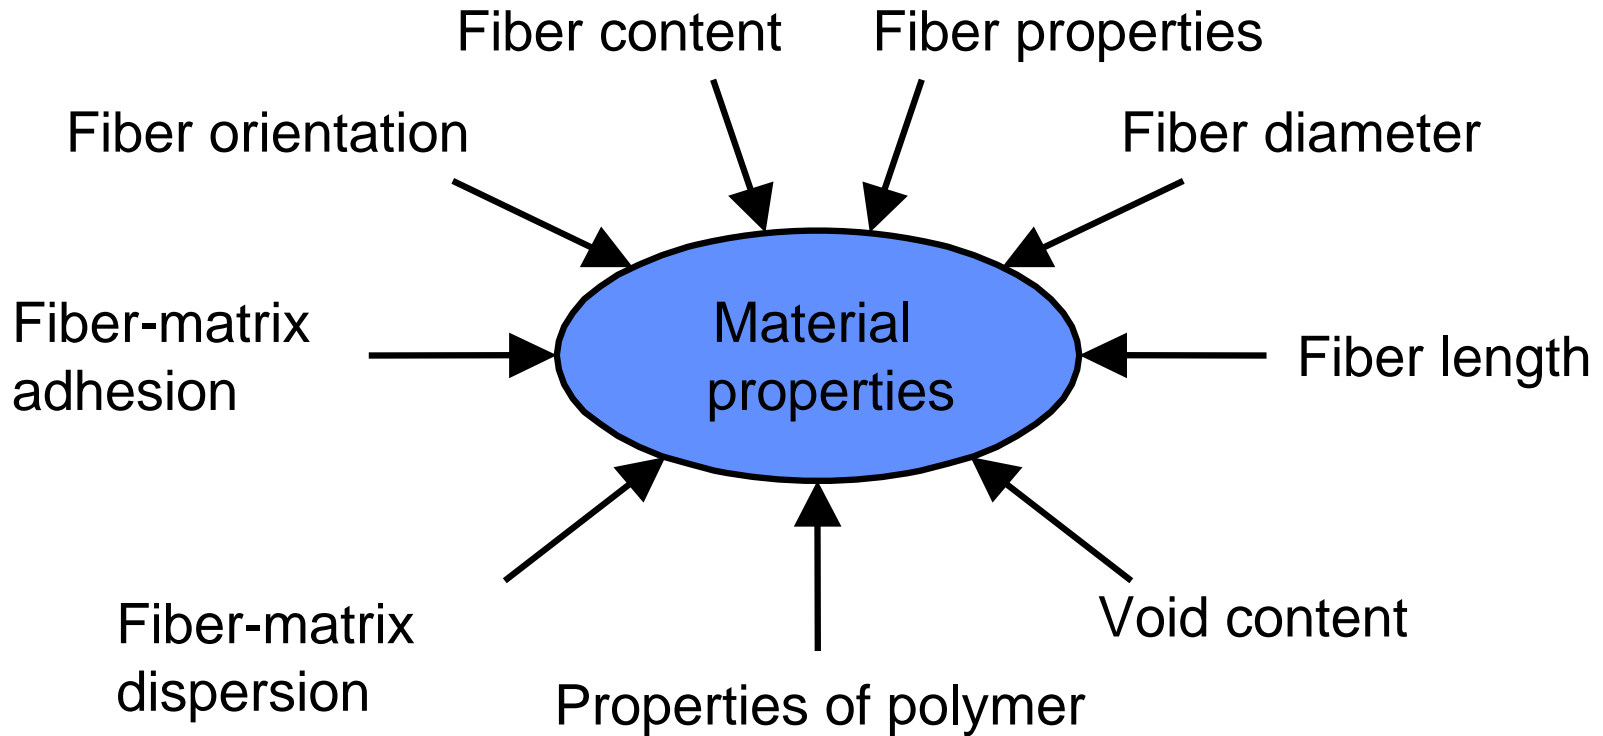 Fiber content
Fiber properties
Fiber orientation
Fiber diameter
Fiber-matrix
adhesion
Material
properties
Fiber length
Fiber-matrix
dispersion
Void content
Properties of polymer